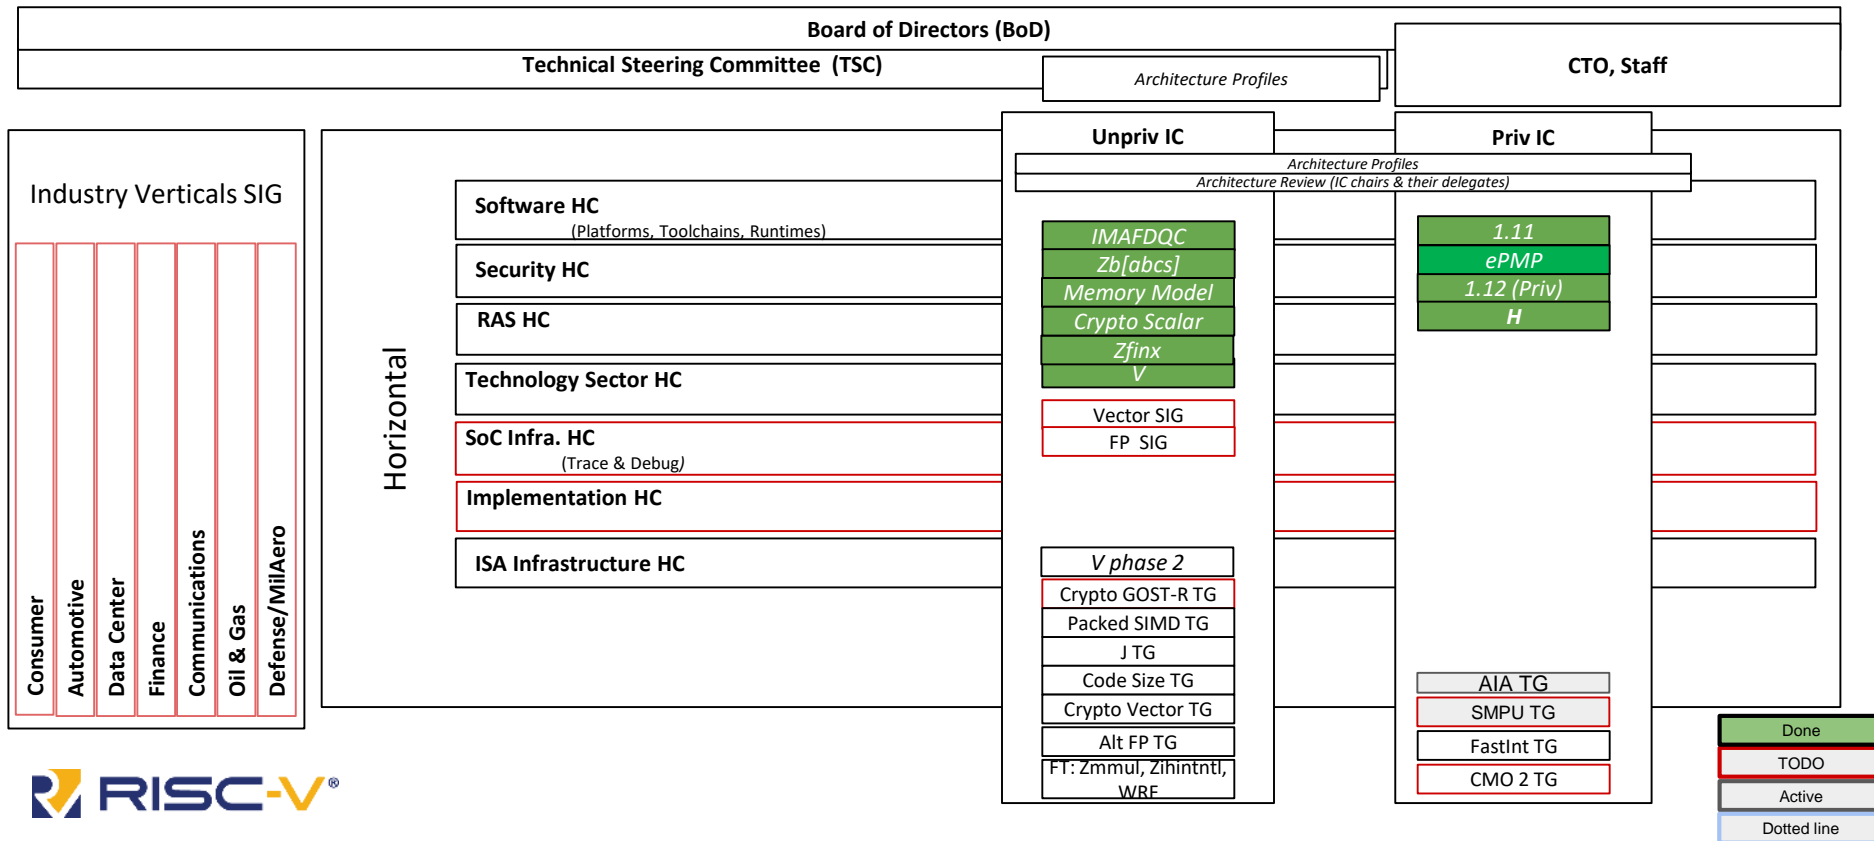 Board of Directors (BoD)
Technical Steering Committee (TSC)
Architecture Profiles
CTO, Staff
Industry Verticals SIG
Consumer
Automotive
Data Center
Finance
Communications
Oil & Gas
Defense/MilAero
Horizontal
Software HC
(Platforms, Toolchains, Runtimes)
Security HC
RAS HC
Technology Sector HC
SoC Infra. HC
(Trace & Debug)
Implementation HC
ISA Infrastructure HC
Unpriv IC
Priv IC
Architecture Profiles
Architecture Review (IC chairs & their delegates)
IMAFDQC
Zb[abcs]
Memory Model
Crypto Scalar
Zfinx
V
Vector SIG
FP SIG
V phase 2
Crypto GOST-R TG
Packed SIMD TG
J TG
Code Size TG
Crypto Vector TG
Alt FP TG
FT: Zmmul, Zihintntl,
WRF
1.11
ePMP
1.12 (Priv)
H
AIA TG
SMPU TG
FastInt TG
CMO 2 TG
Done
TODO
Active
Dotted line
RISC-V®